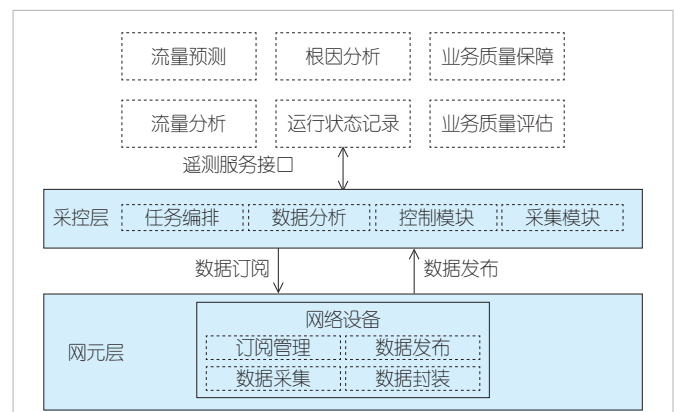 流量预测 根因分析 业务质量保障
流量分析 运行状态记录 业务质量评估
遥测服务接口
采控层 任务编排 数据分析 控制模块 采集模块
数据订阅 数据发布
网络设备
网元层 订阅管理 数据发布
数据采集 数据封装